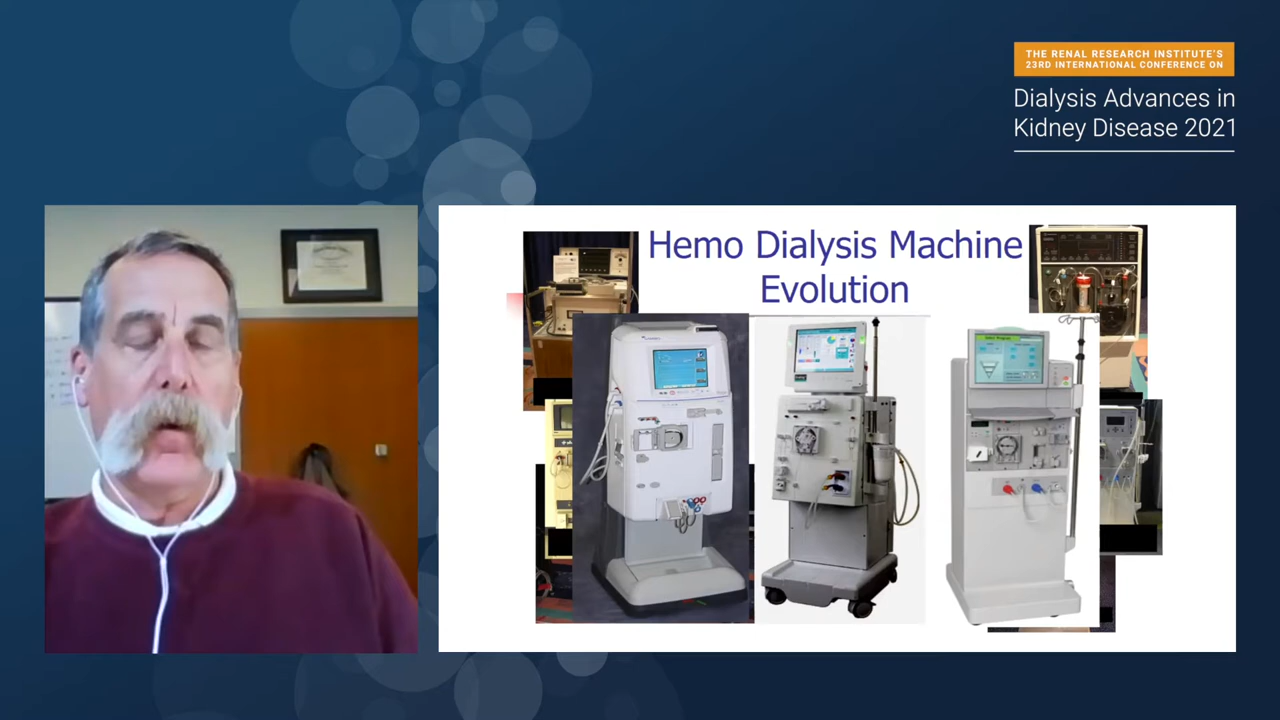 THE RENAL RESEARCH INSTITUTE'S
23RD INTERNATIONAL CONFERENCE ON
Dialysis Advances in
Kidney Disease 2021
Hemo Dialysis Machine
Evolution